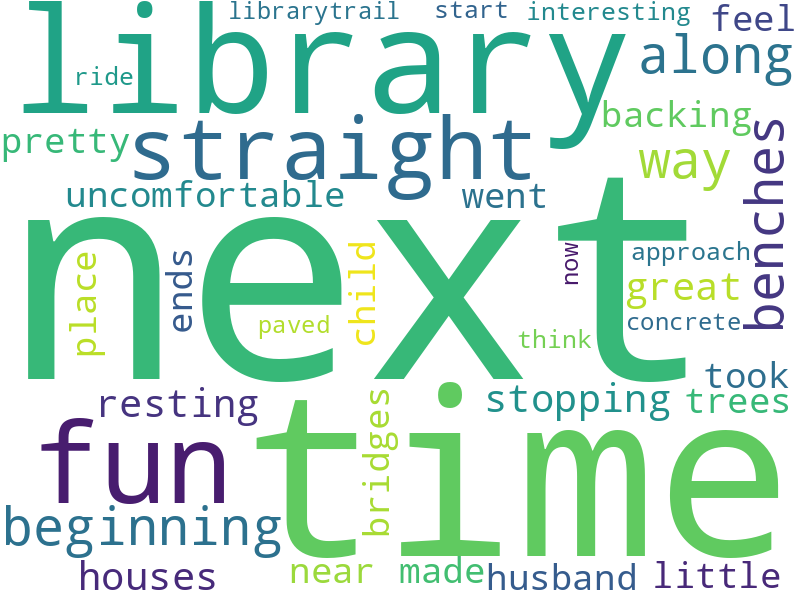 librarytrail
start
interesting
feel
library
ride
along
pretty
straight
backing
way
benches
uncomfortable
went
next
place
ends
child
now
approach
great
concrete
paved
think
took
resting
bridges
stopping
trees
fun
time
beginning
houses
near
made
husband
little